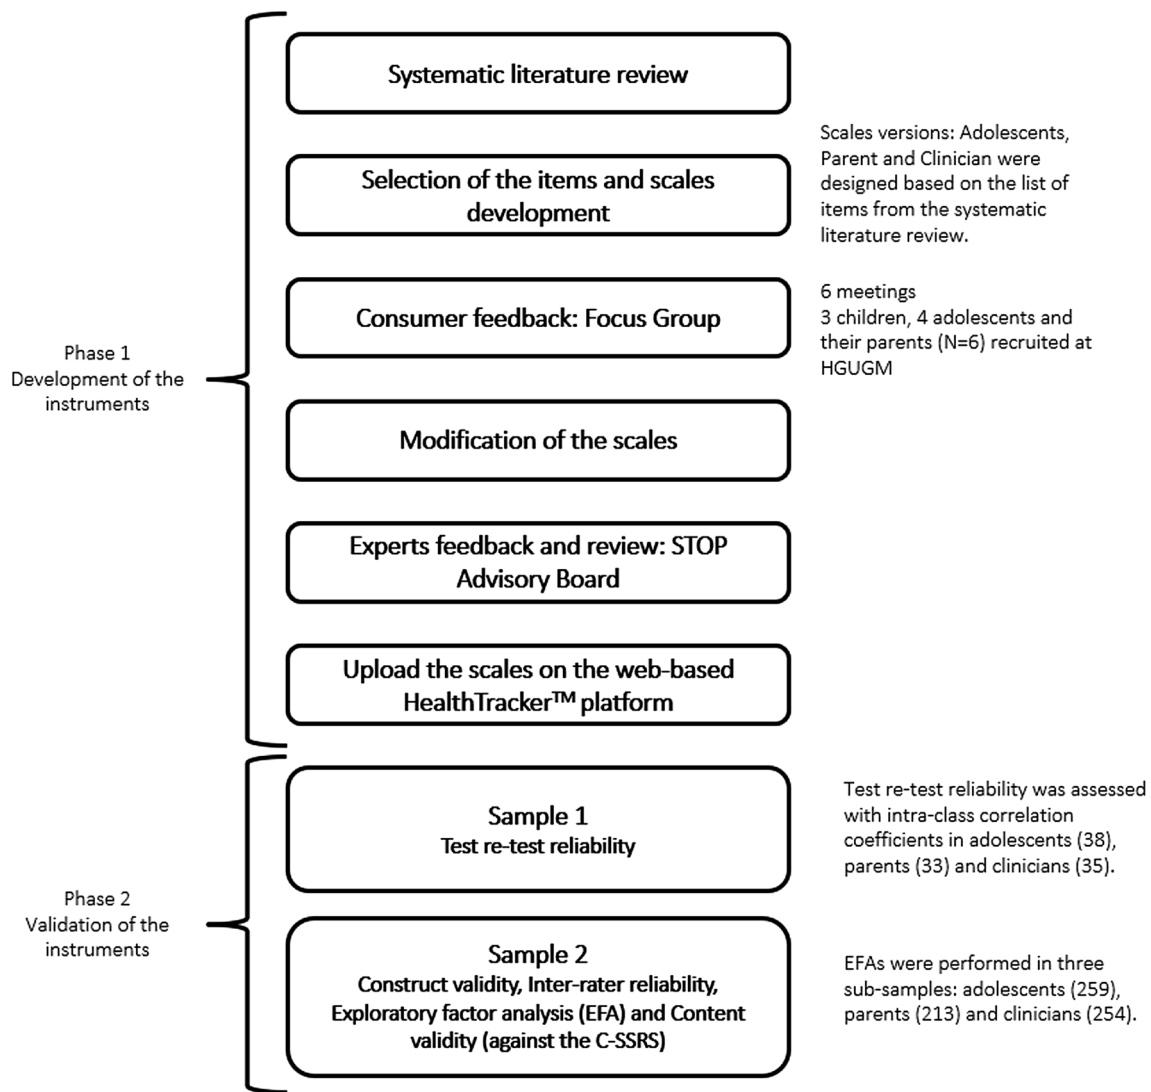 Systematic literature review
Selection of the items and scales
development
Scales versions: Adolescents,
Parent and Clinician were
designed based on the list of
items from the systematic
literature review.
Consumer feedback: Focus Group
6 meetings
3 children, 4 adolescents and
their parents (N=6) recruited at
HGUGM
Phase 1
Development of the
instruments
Modification of the scales
Experts feedback and review: STOP
Advisory Board
Upload the scales on the web-based
HealthTracker™ platform
Sample 1
Test re-test reliability
Test re-test reliability was assessed
with intra-class correlation
coefficients in adolescents (38),
parents (33) and clinicians (35).
Phase 2
Validation of the
instruments
Sample 2
Construct validity, Inter-rater reliability,
Exploratory factor analysis (EFA) and Content
validity (against the C-SSRS)
EFAs were performed in three
sub-samples: adolescents (259),
parents (213) and clinicians (254).